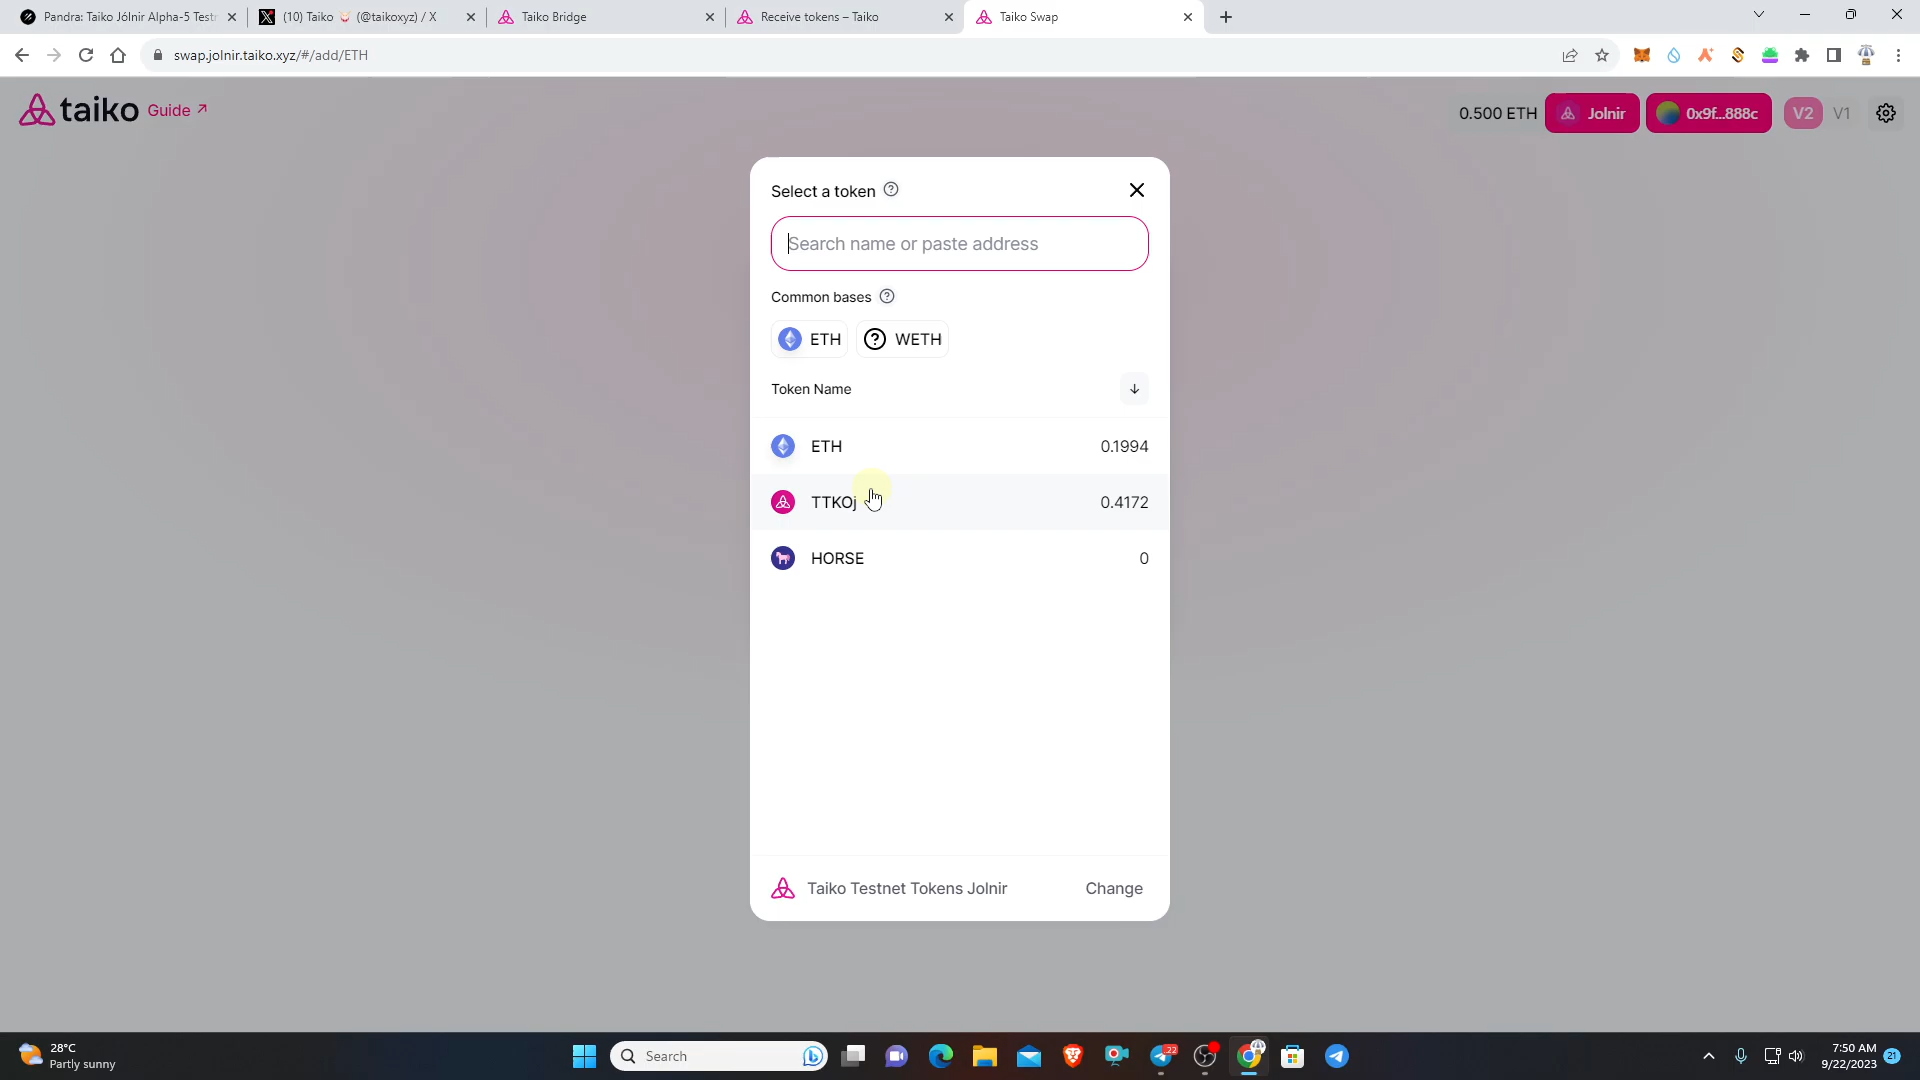 Pandra: Taiko Jólnir Alpha-5 Testr
(10) Taiko (@taikoxyz) / X
Taiko Bridge
Receive tokens – Taiko
Taiko Swap
swap.jolnir.taiko.xyz/#/add/ETH
taiko Guide ↗
0.500 ETH
Jolnir
0x9f...888c
V2
V1
Select a token
Search name or paste address
Common bases
ETH
WETH
Token Name
ETH 0.1994
TTKOj 0.4172
HORSE 0
Taiko Testnet Tokens Jolnir
Change
28°C
Partly sunny
Search
22
7:50 AM
9/22/2023
21